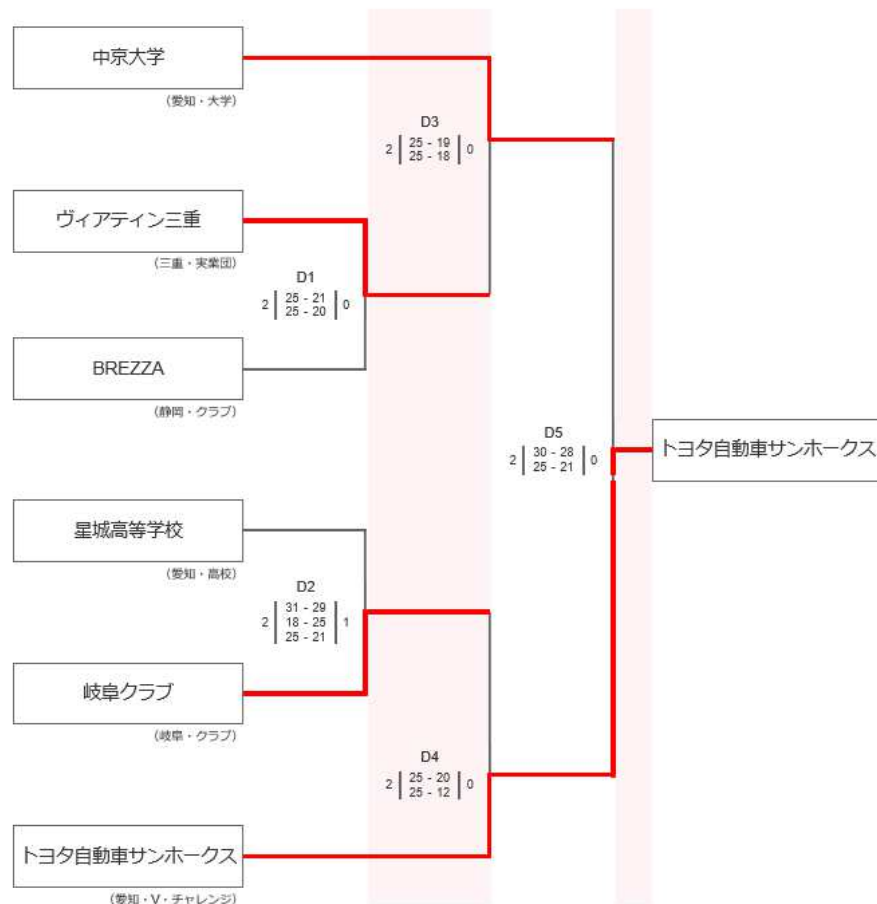 中京大学
(愛知・大学)
D3
2 25 - 19 0
25 - 18
ヴィアティン三重
(三重・実業団)
D1
2 25 - 21 0
25 - 20
BREZZA
(静岡・クラブ)
D5
2 30 - 28 0
25 - 21
トヨタ自動車サンホークス
星城高等学校
(愛知・高校)
D2
31 - 29
2 18 - 25 1
25 - 21
岐阜クラブ
(岐阜・クラブ)
D4
2 25 - 20 0
25 - 12
トヨタ自動車サンホークス
(愛知・V・チャレンジ)